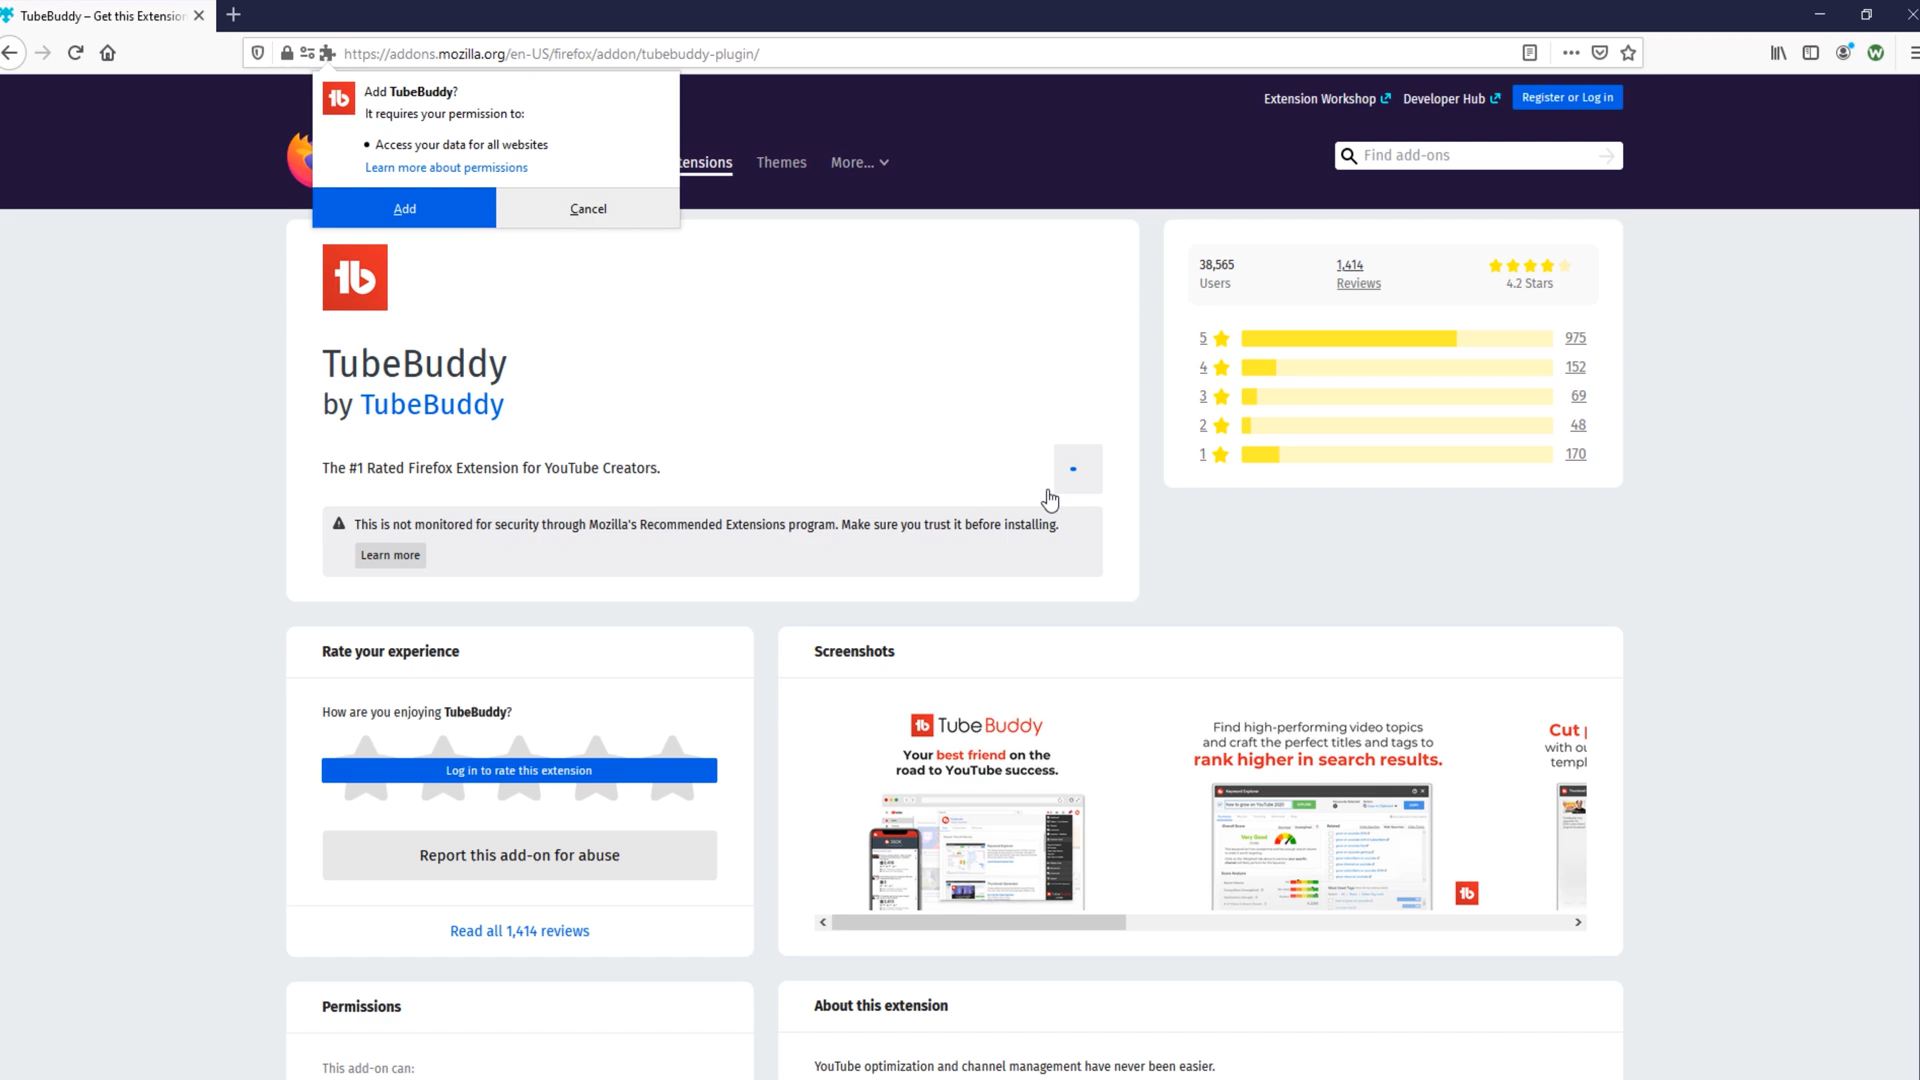 TubeBuddy – Get this Extension
https://addons.mozilla.org/en-US/firefox/addon/tubebuddy-plugin/
Add TubeBuddy?
It requires your permission to:
• Access your data for all websites
Learn more about permissions
Add
Cancel
Extension Workshop
Developer Hub
Register or Log in
tensions
Themes
More...
Find add-ons
TubeBuddy
by TubeBuddy
The #1 Rated Firefox Extension for YouTube Creators.
This is not monitored for security through Mozilla's Recommended Extensions program. Make sure you trust it before installing.
Learn more
38,565
Users
1,414
Reviews
4.2 Stars
5 975
4 152
3 69
2 48
1 170
Rate your experience
How are you enjoying TubeBuddy?
Log in to rate this extension
Report this add-on for abuse
Read all 1,414 reviews
Screenshots
TubeBuddy
Your best friend on the
road to YouTube success.
Find high-performing video topics
and craft the perfect titles and tags to
rank higher in search results.
Keyword Explorer
Very Good
Cut
with ou
templ
Permissions
This add-on can:
About this extension
YouTube optimization and channel management have never been easier.